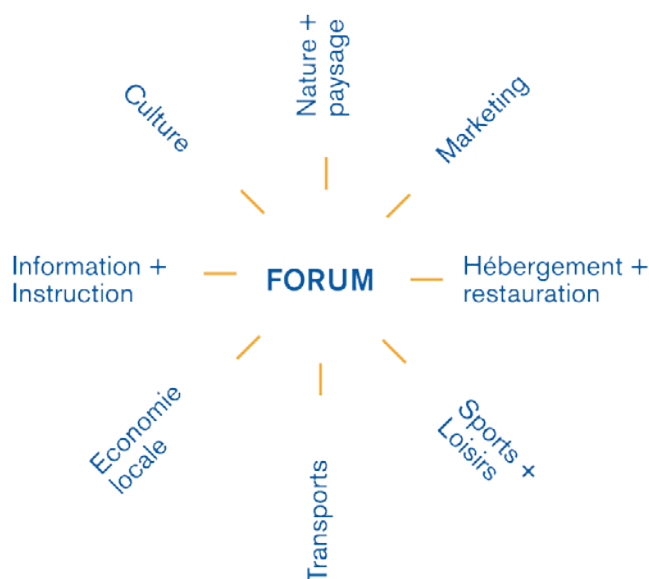 Nature +
paysage
Culture
Marketing
Information +
Instruction
FORUM
Hébergement +
restauration
Economie
locale
Sports +
Loisirs
Transports